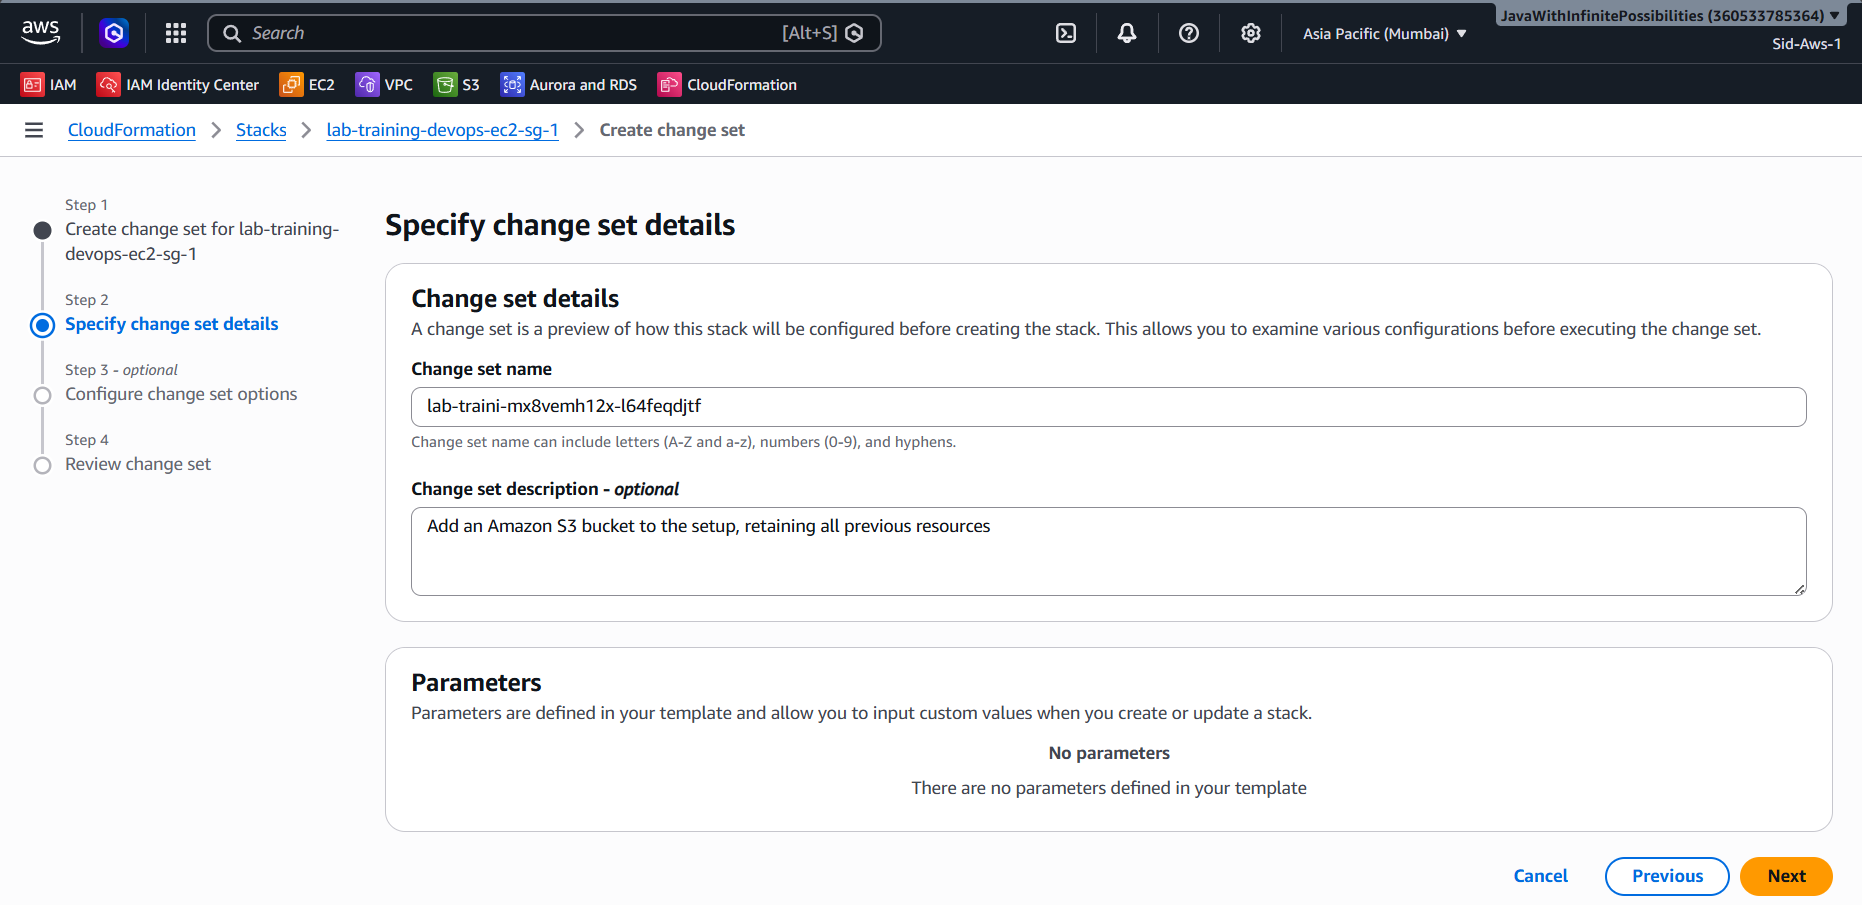 aws
Search
[Alt+S]
Asia Pacific (Mumbai)
JavaWithInfinitePossibilities (360533785364)
Sid-Aws-1
IAM
IAM Identity Center
EC2
VPC
S3
Aurora and RDS
CloudFormation
CloudFormation
Stacks
lab-training-devops-ec2-sg-1
Create change set
Step 1
Create change set for lab-training-
devops-ec2-sg-1
Step 2
Specify change set details
Step 3 - optional
Configure change set options
Step 4
Review change set
Specify change set details
Change set details
A change set is a preview of how this stack will be configured before creating the stack. This allows you to examine various configurations before executing the change set.
Change set name
lab-traini-mx8vemh12x-l64feqdjtf
Change set name can include letters (A-Z and a-z), numbers (0-9), and hyphens.
Change set description - optional
Add an Amazon S3 bucket to the setup, retaining all previous resources
Parameters
Parameters are defined in your template and allow you to input custom values when you create or update a stack.
No parameters
There are no parameters defined in your template
Cancel
Previous
Next